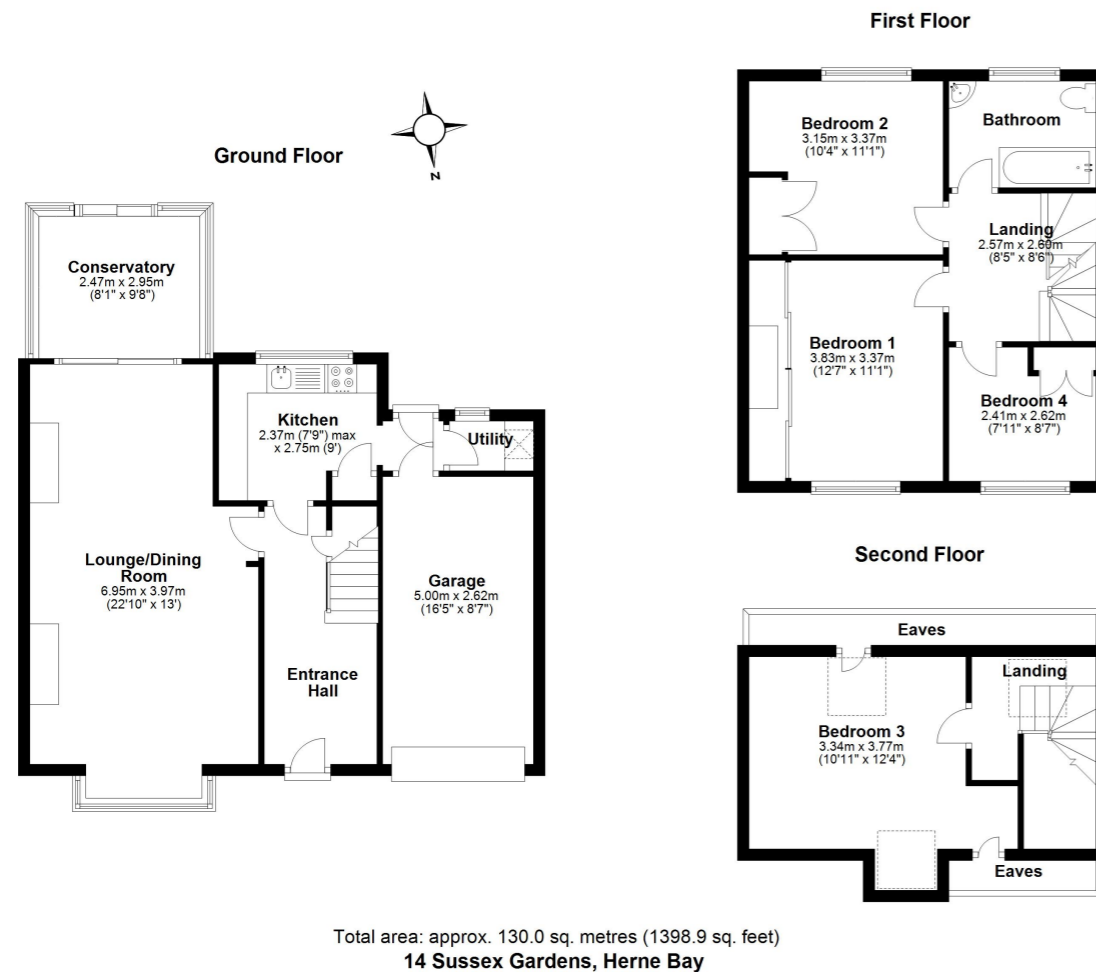 Ground Floor
N
Conservatory
2.47m x 2.95m
(8'1" x 9'8")
Kitchen
2.37m (7'9") max
x 2.75m (9')
Utility
Lounge/Dining
Room
6.95m x 3.97m
(22'10" x 13')
Garage
5.00m x 2.62m
(16'5" x 8'7")
Entrance
Hall
First Floor
Bedroom 2
3.15m x 3.37m
(10'4" x 11'1")
Bathroom
Landing
2.57m x 2.60m
(8'5" x 8'6")
Bedroom 1
3.83m x 3.37m
(12'7" x 11'1")
Bedroom 4
2.41m x 2.62m
(7'11" x 8'7")
Second Floor
Eaves
Landing
Bedroom 3
3.34m x 3.77m
(10'11" x 12'4")
Eaves
Total area: approx. 130.0 sq. metres (1398.9 sq. feet)
14 Sussex Gardens, Herne Bay